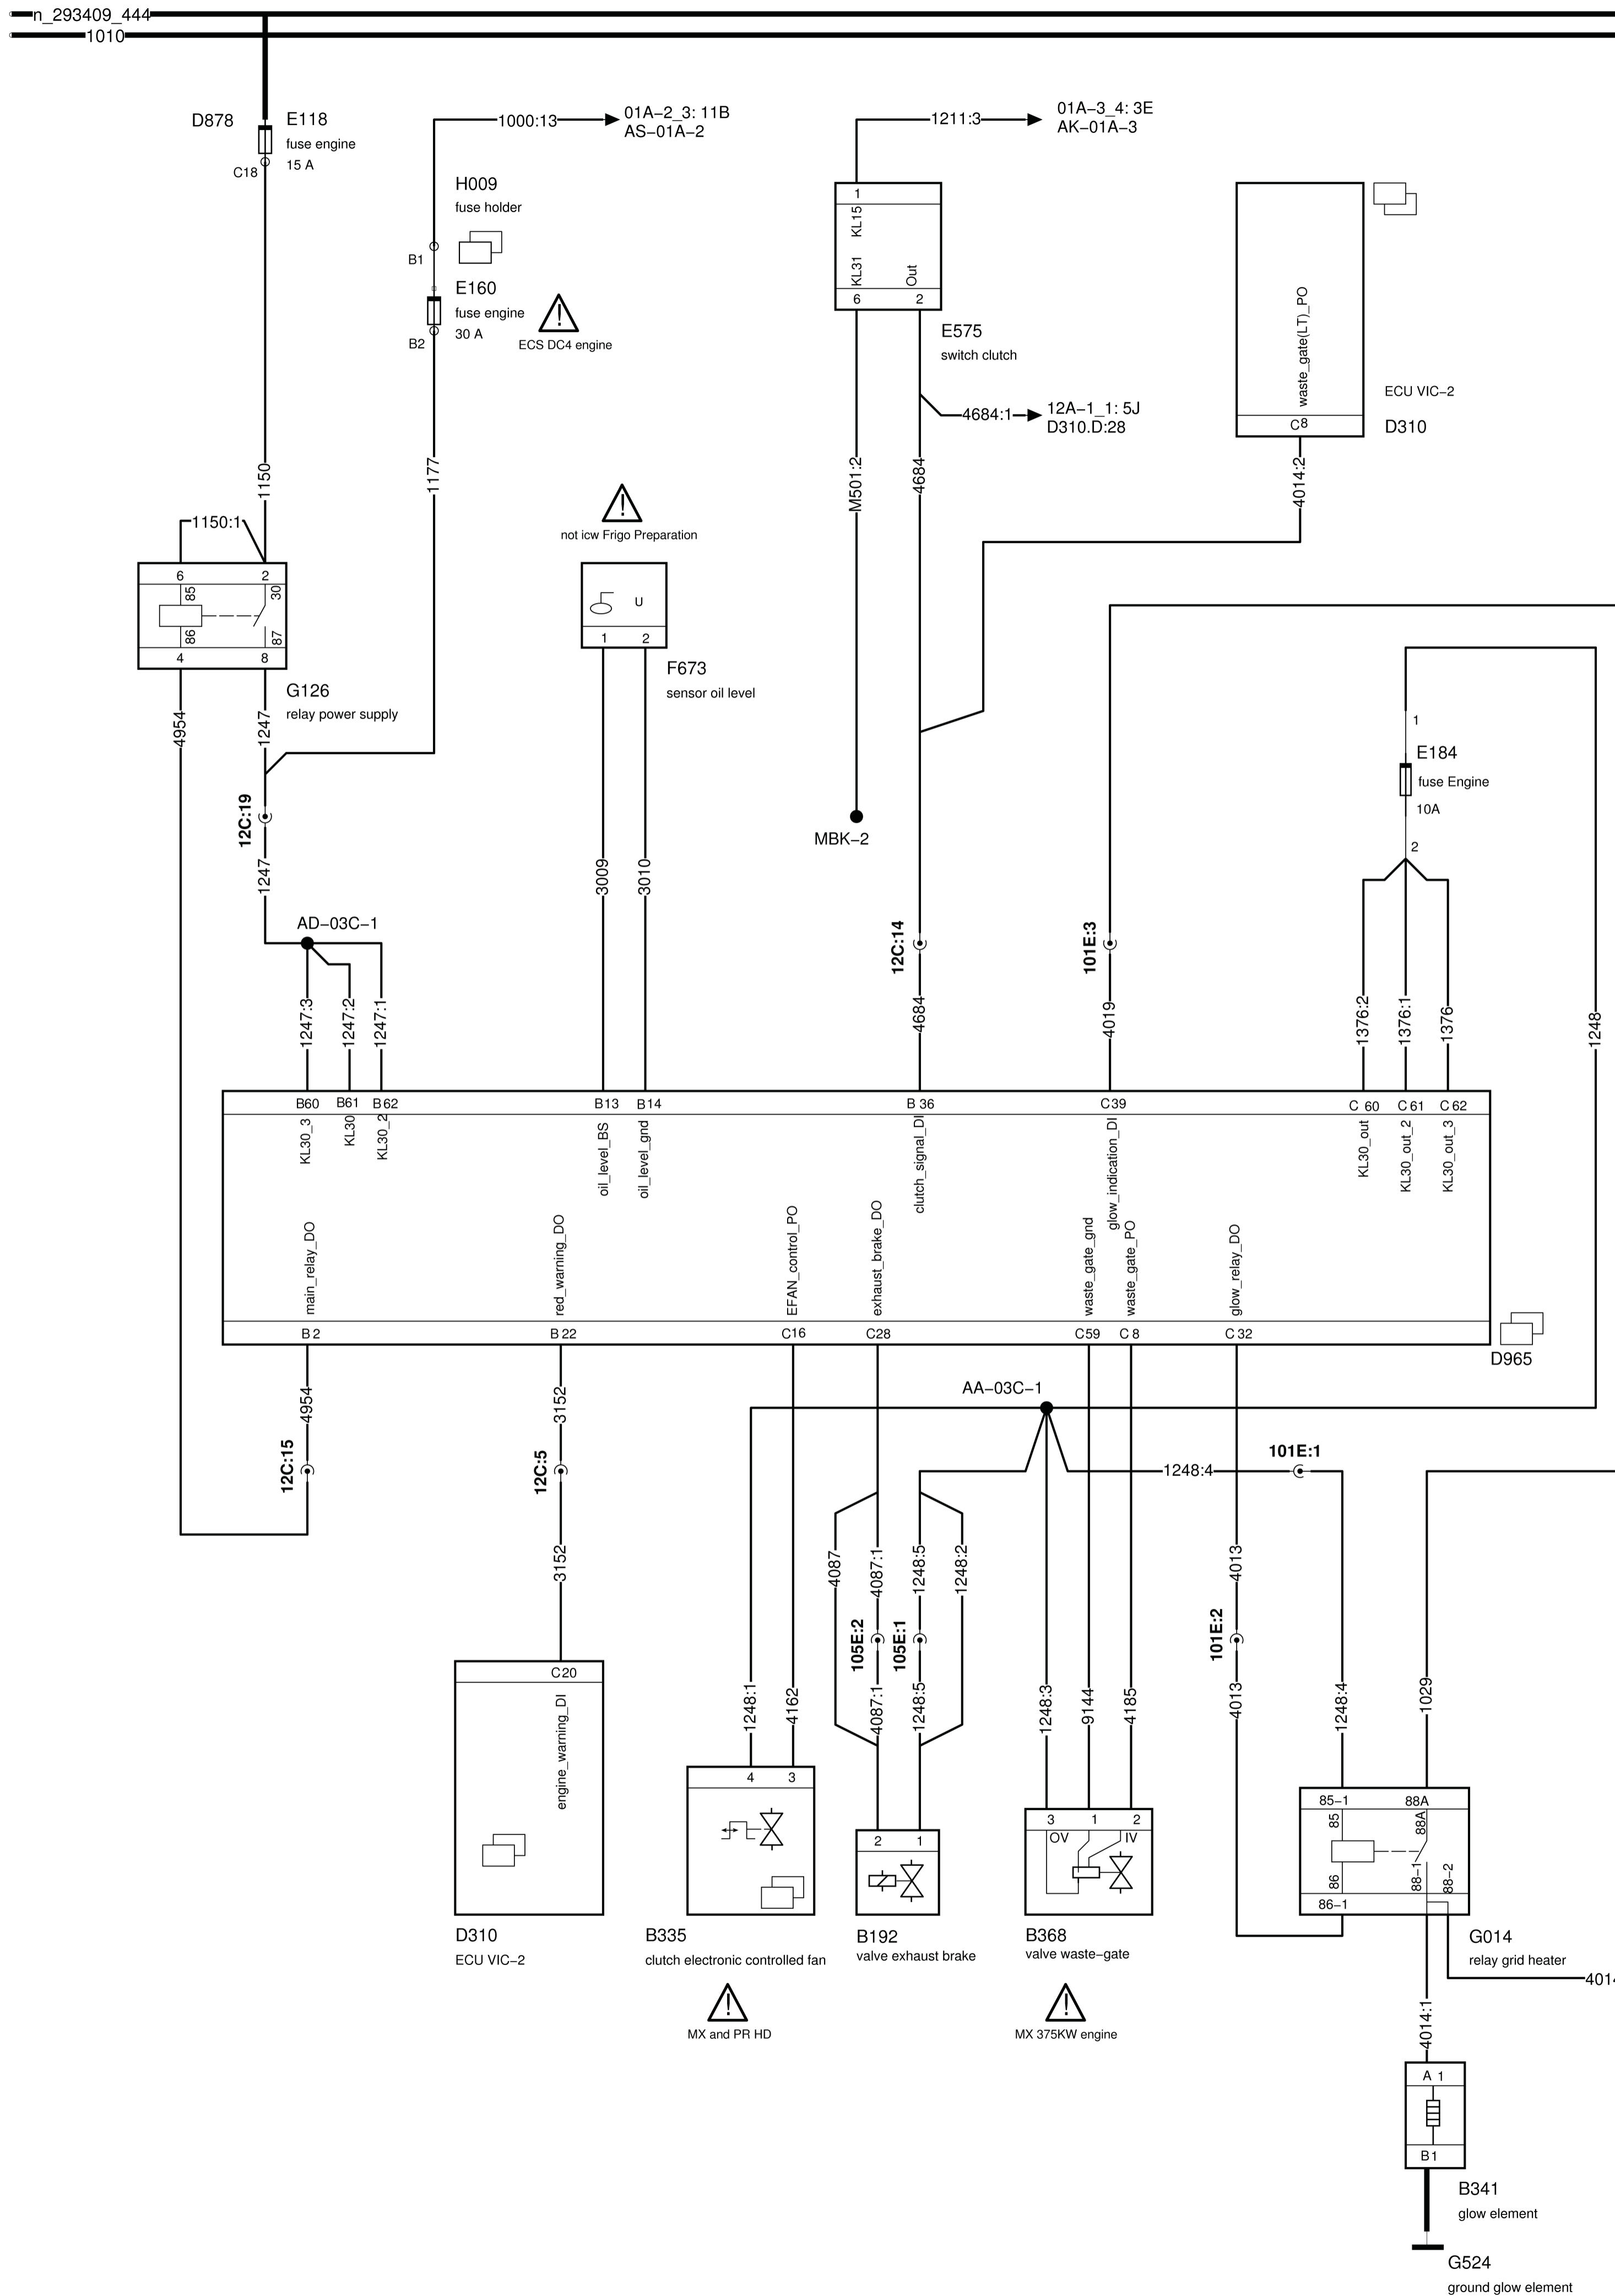 n_293409_444
1010
D878
E118
fuse engine
15 A
C18
1000:13
01A−2_3: 11B
AS−01A−2
H009
fuse holder
B1
E160
fuse engine
30 A
B2
!
ECS DC4 engine
1211:3
01A−3_4: 3E
AK−01A−3
1
KL15
KL31
Out
6
2
E575
switch clutch
4684:1
12A−1_1: 5J
D310.D:28
waste_gate(LT)_PO
C8
ECU VIC−2
D310
1150
1177
M501:2
4684
4014:2
1150:1
!
not icw Frigo Preparation
6
2
85
30
86
87
4
8
G126
relay power supply
U
1
2
F673
sensor oil level
4954
1247
1
E184
fuse Engine
10A
2
12C:19
MBK−2
1247
3009
3010
AD−03C−1
12C:14
101E:3
1247:3
1247:2
1247:1
4684
4019
1376:2
1376:1
1376
1248
B60
B61
B62
B13
B14
B 36
C39
C 60
C 61
C 62
KL30_3
KL30
KL30_2
oil_level_BS
oil_level_gnd
clutch_signal_DI
glow_indication_DI
KL30_out
KL30_out_2
KL30_out_3
main_relay_DO
red_warning_DO
EFAN_control_PO
exhaust_brake_DO
waste_gate_gnd
waste_gate_PO
glow_relay_DO
B 2
B 22
C16
C28
C59
C 8
C 32
D965
4954
3152
AA−03C−1
12C:15
12C:5
1248:4
101E:1
3152
4087
4087:1
1248:5
1248:2
4013
105E:2
105E:1
101E:2
C20
engine_warning_DI
1248:1
4162
4087:1
1248:5
1248:3
9144
4185
4013
1248:4
1029
4
3
2
1
3
1
2
OV
IV
85−1
88A
85
88A
86
88−1
88−2
86−1
D310
ECU VIC−2
B335
clutch electronic controlled fan
B192
valve exhaust brake
B368
valve waste−gate
G014
relay grid heater
!
MX and PR HD
!
MX 375KW engine
4014:1
A 1
B1
B341
glow element
G524
ground glow element